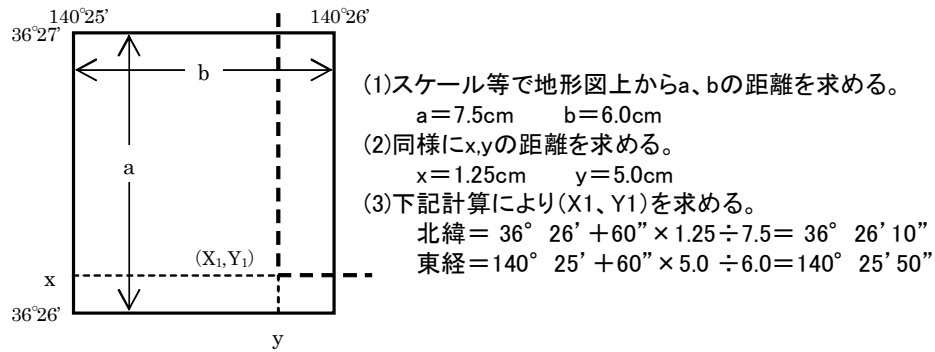 140°25’
140°26’
36°27’
b
a
(X₁,Y₁)
x
36°26’
y
(1)スケール等で地形図上からa、bの距離を求める。
a＝7.5cm b＝6.0cm
(2)同様にx,yの距離を求める。
x＝1.25cm y＝5.0cm
(3)下記計算により(X1、Y1)を求める。
北緯＝ 36° 26’＋60”×1.25÷7.5＝ 36° 26’10”
東経＝140° 25’＋60”×5.0 ÷6.0＝140° 25’50”